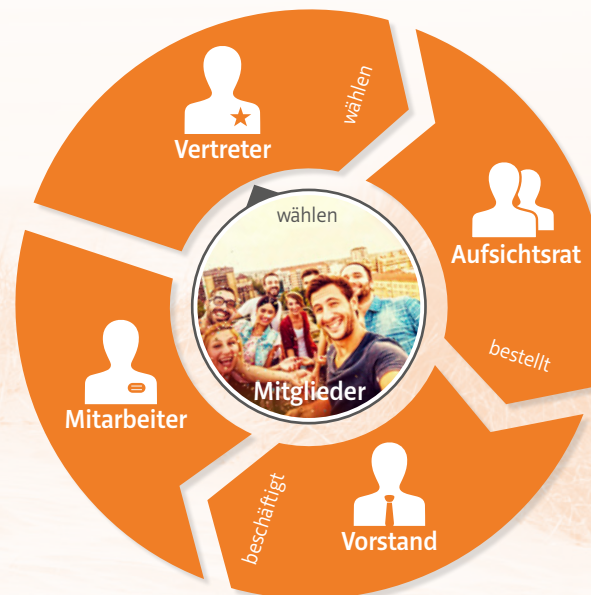 Vertreter
wählen
Aufsichtsrat
bestellt
Vorstand
beschäftigt
Mitarbeiter
wählen
Mitglieder